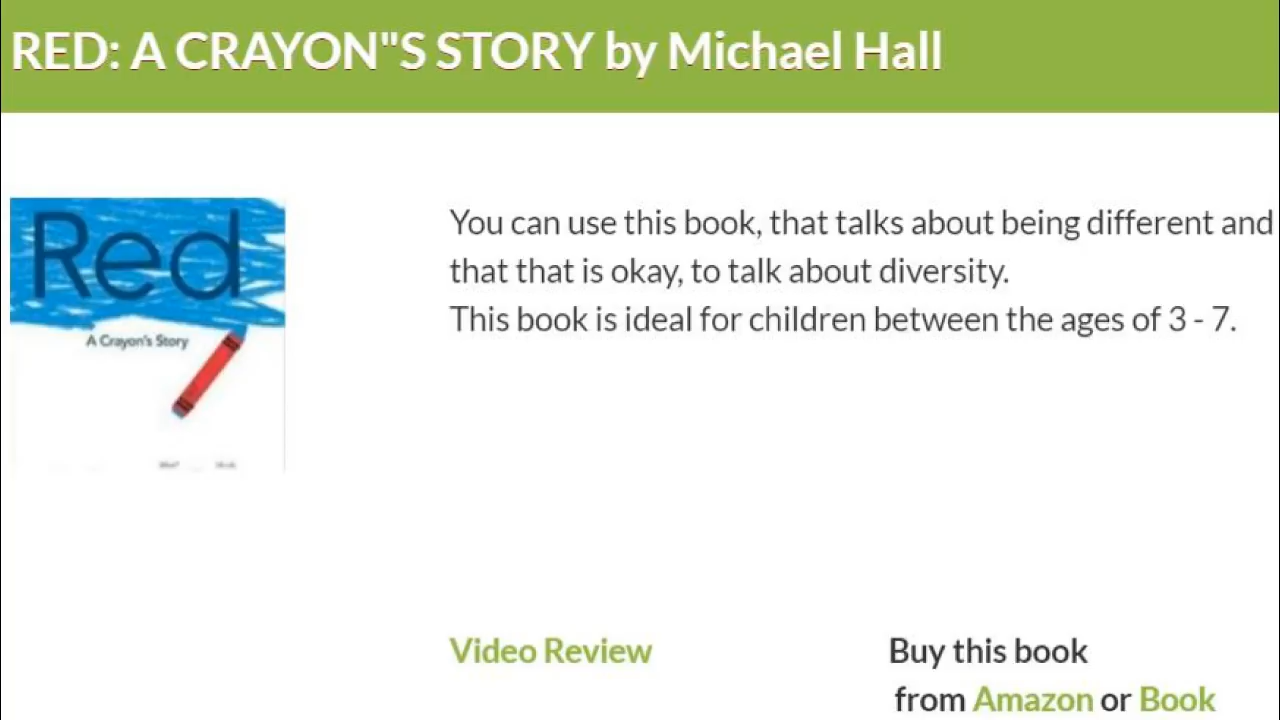 RED: A CRAYON"S STORY by Michael Hall
Red
A Crayon's Story
You can use this book, that talks about being different and
that that is okay, to talk about diversity.
This book is ideal for children between the ages of 3 - 7.
Video Review
Buy this book
from Amazon or Book